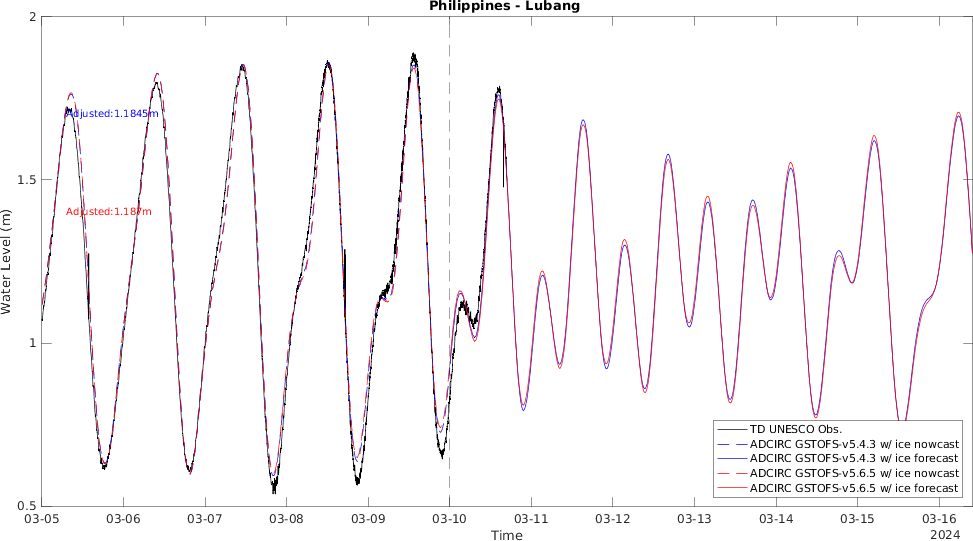 Philippines - Lubang
2
1.5
1
0.5
Water Level (m)
Adjusted:1.1845m
Adjusted:1.187m
TD UNESCO Obs.
ADCIRC GSTOFS-v5.4.3 w/ ice nowcast
ADCIRC GSTOFS-v5.4.3 w/ ice forecast
ADCIRC GSTOFS-v5.6.5 w/ ice nowcast
ADCIRC GSTOFS-v5.6.5 w/ ice forecast
03-05 03-06 03-07 03-08 03-09 03-10 03-11 03-12 03-13 03-14 03-15 03-16
Time
2024